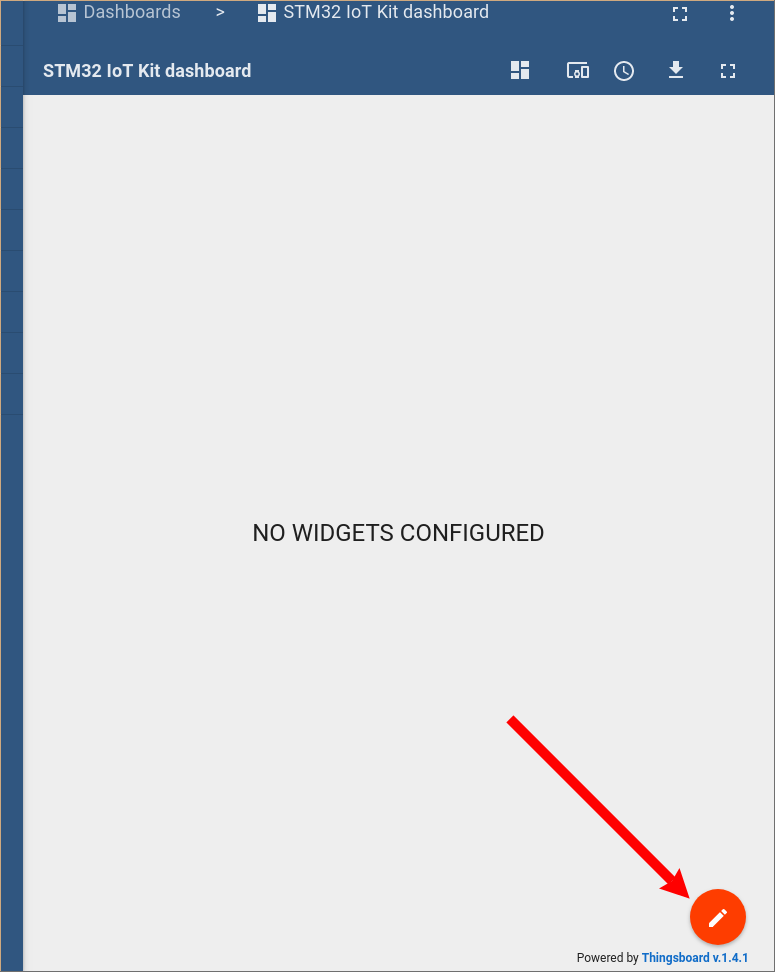 Dashboards > STM32 IoT Kit dashboard
STM32 IoT Kit dashboard
NO WIDGETS CONFIGURED
Powered by Thingsboard v.1.4.1